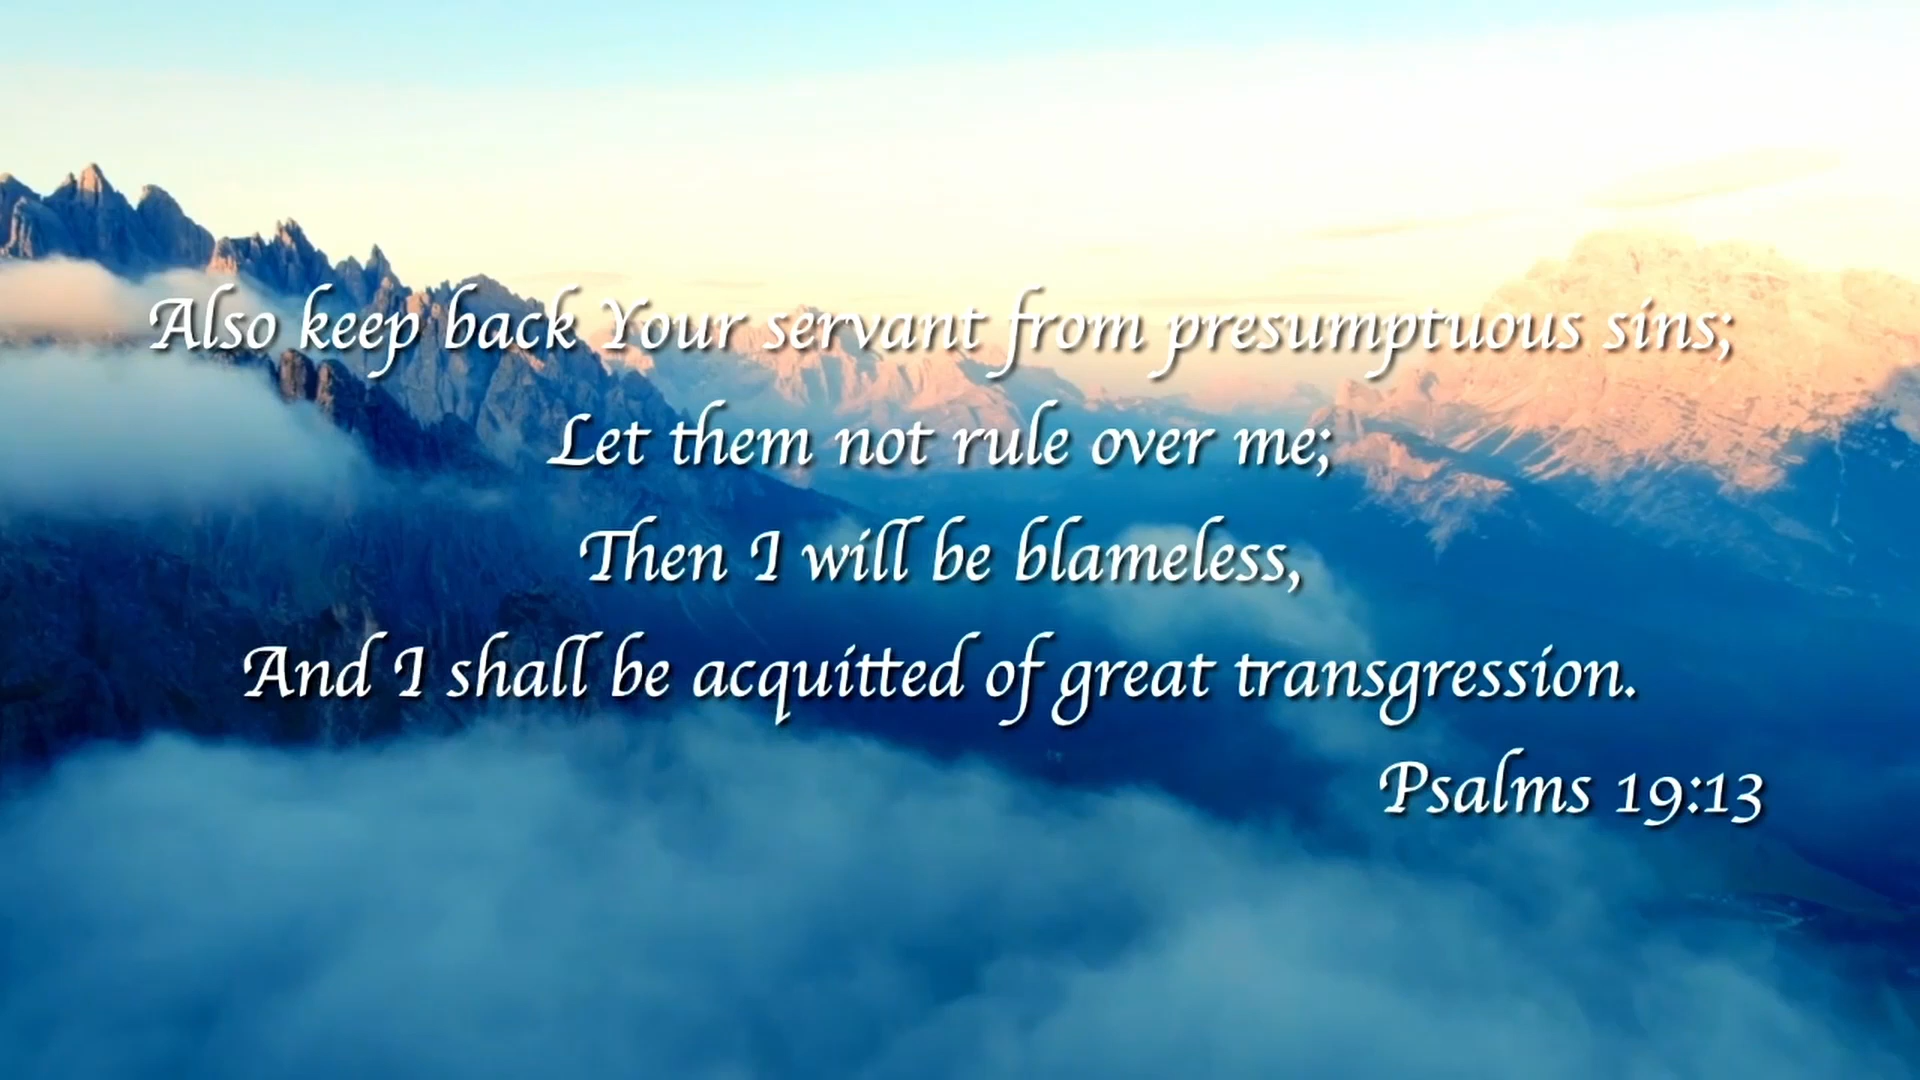 Also keep back Your servant from presumptuous sins;
Let them not rule over me;
Then I will be blameless,
And I shall be acquitted of great transgression.
Psalms 19:13